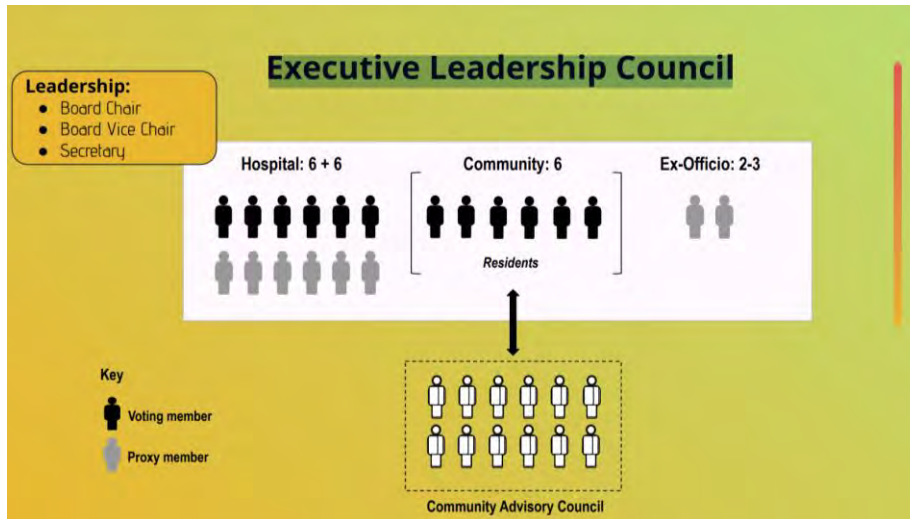 Executive Leadership Council
Leadership:
● Board Chair
● Board Vice Chair
● Secretary
Hospital: 6 + 6
Community: 6
Ex-Officio: 2-3
Residents
Key
Voting member
Proxy member
Community Advisory Council